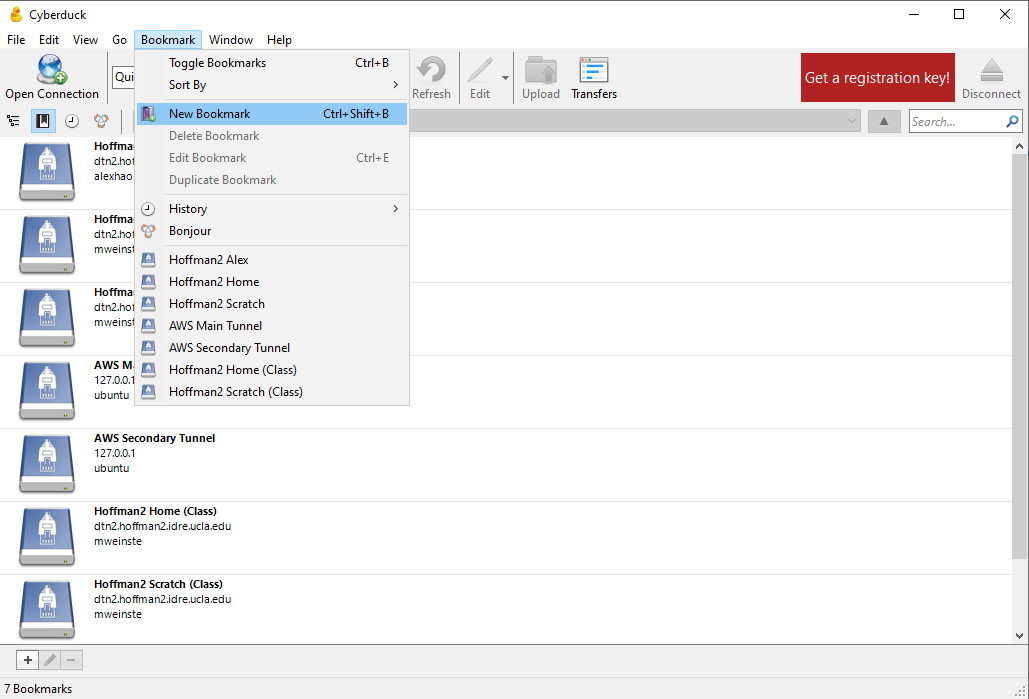 Cyberduck
File Edit View Go Bookmark Window Help
Open Connection
Qui
Refresh
Edit
Upload
Transfers
Get a registration key!
Disconnect
Search...
Toggle Bookmarks Ctrl+B
Sort By
New Bookmark Ctrl+Shift+B
Delete Bookmark
Edit Bookmark Ctrl+E
Duplicate Bookmark
History
Bonjour
Hoffman2 Alex
Hoffman2 Home
Hoffman2 Scratch
AWS Main Tunnel
AWS Secondary Tunnel
Hoffman2 Home (Class)
Hoffman2 Scratch (Class)
Hoffma
dtn2.hof
alexhao
Hoffma
dtn2.hof
mweinst
Hoffma
dtn2.hof
mweinst
AWS Ma
127.0.0.1
ubuntu
AWS Secondary Tunnel
127.0.0.1
ubuntu
Hoffman2 Home (Class)
dtn2.hoffman2.idre.ucla.edu
mweinste
Hoffman2 Scratch (Class)
dtn2.hoffman2.idre.ucla.edu
mweinste
7 Bookmarks